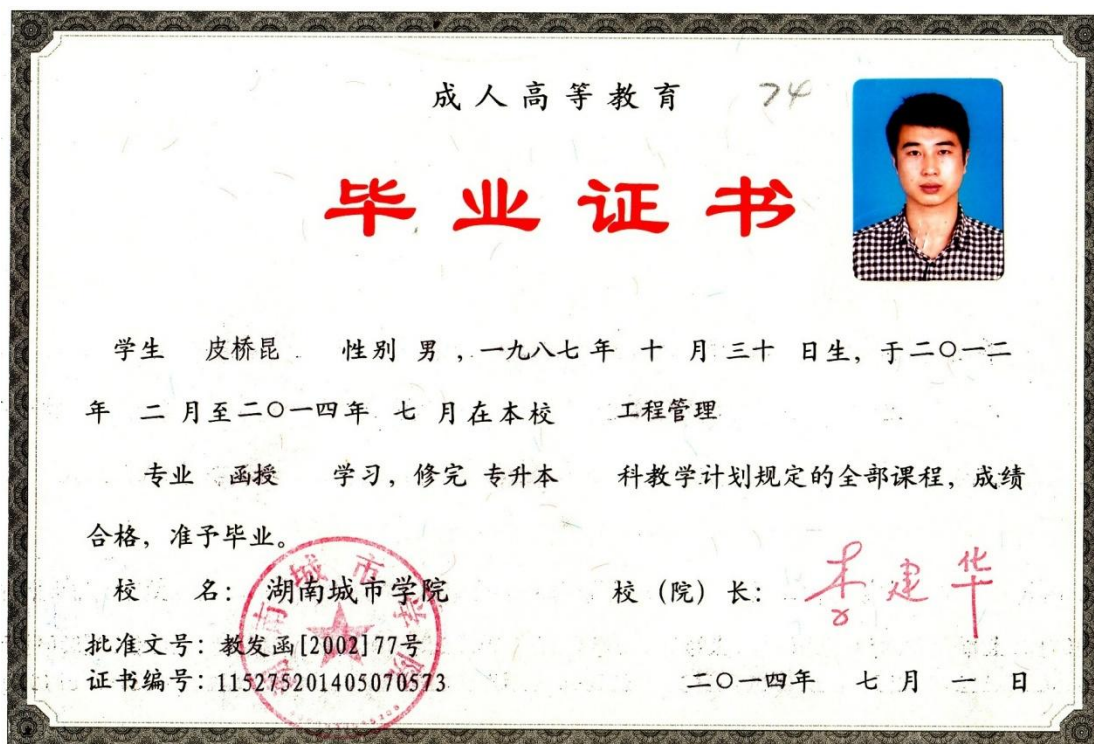 成人高等教育 74
毕业证书
学生 皮桥昆 性别 男 ，一九八七年 十 月 三十 日生，于二〇一二
年 二 月至二〇一四年 七 月在本校 工程管理
专业 函授 学习，修完 专升本 科教学计划规定的全部课程，成绩
合格，准予毕业。
校 名：湖南城市学院 校（院）长：李建华
批准文号：教发函[2002]77号
证书编号：115275201405070573 二〇一四年 七 月 一 日
湖南城市学院